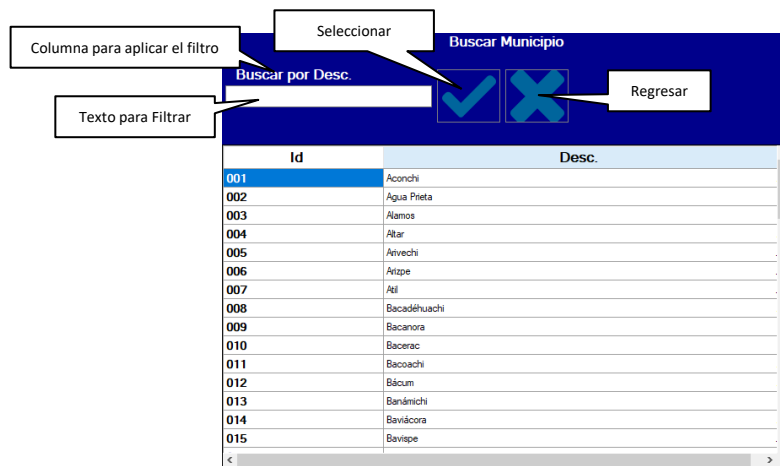 Seleccionar
Buscar Municipio
Columna para aplicar el filtro
Buscar por Desc.
Regresar
Texto para Filtrar
Id Desc.
001 Aconchi
002 Agua Prieta
003 Alamos
004 Altar
005 Arivechi
006 Arizpe
007 Atil
008 Bacadéhuachi
009 Bacanora
010 Bacerac
011 Bacoachi
012 Bácum
013 Banámichi
014 Baviácora
015 Bavispe